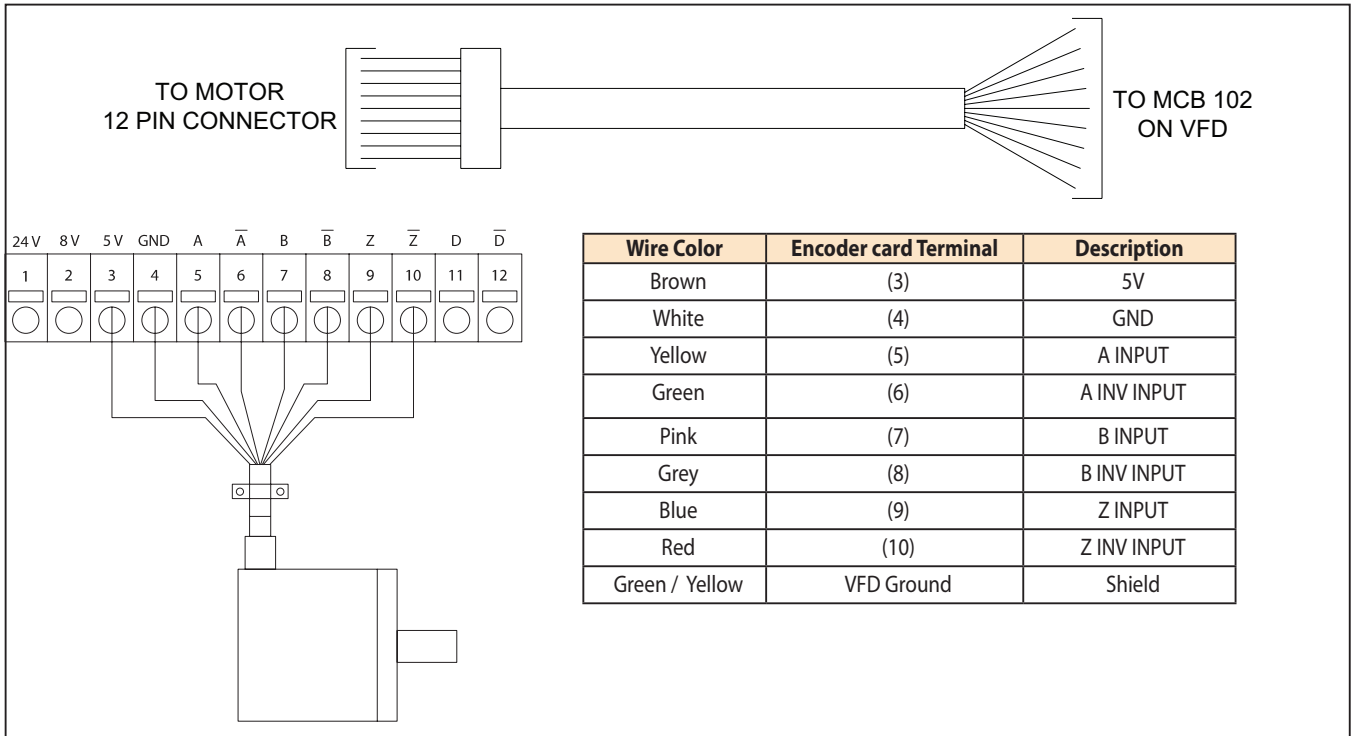 TO MOTOR
12 PIN CONNECTOR
TO MCB 102
ON VFD
24 V 8 V 5 V GND A A̅ B B̅ Z Z̅ D D̅
1 2 3 4 5 6 7 8 9 10 11 12
Wire Color Encoder card Terminal Description
Brown (3) 5V
White (4) GND
Yellow (5) A INPUT
Green (6) A INV INPUT
Pink (7) B INPUT
Grey (8) B INV INPUT
Blue (9) Z INPUT
Red (10) Z INV INPUT
Green / Yellow VFD Ground Shield